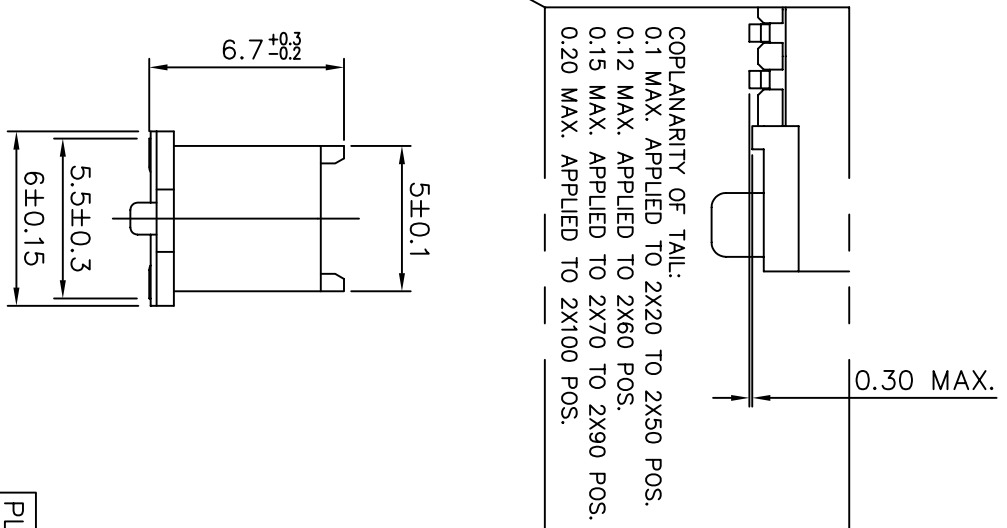 COPLANARITY OF TAIL:
0.1 MAX. APPLIED TO 2X20 TO 2X50 POS.
0.12 MAX. APPLIED TO 2X60 POS.
0.15 MAX. APPLIED TO 2X70 TO 2X90 POS.
0.20 MAX. APPLIED TO 2X100 POS.
0.30 MAX.
6.7 +0.3 -0.2
5±0.1
5.5±0.3
6±0.15